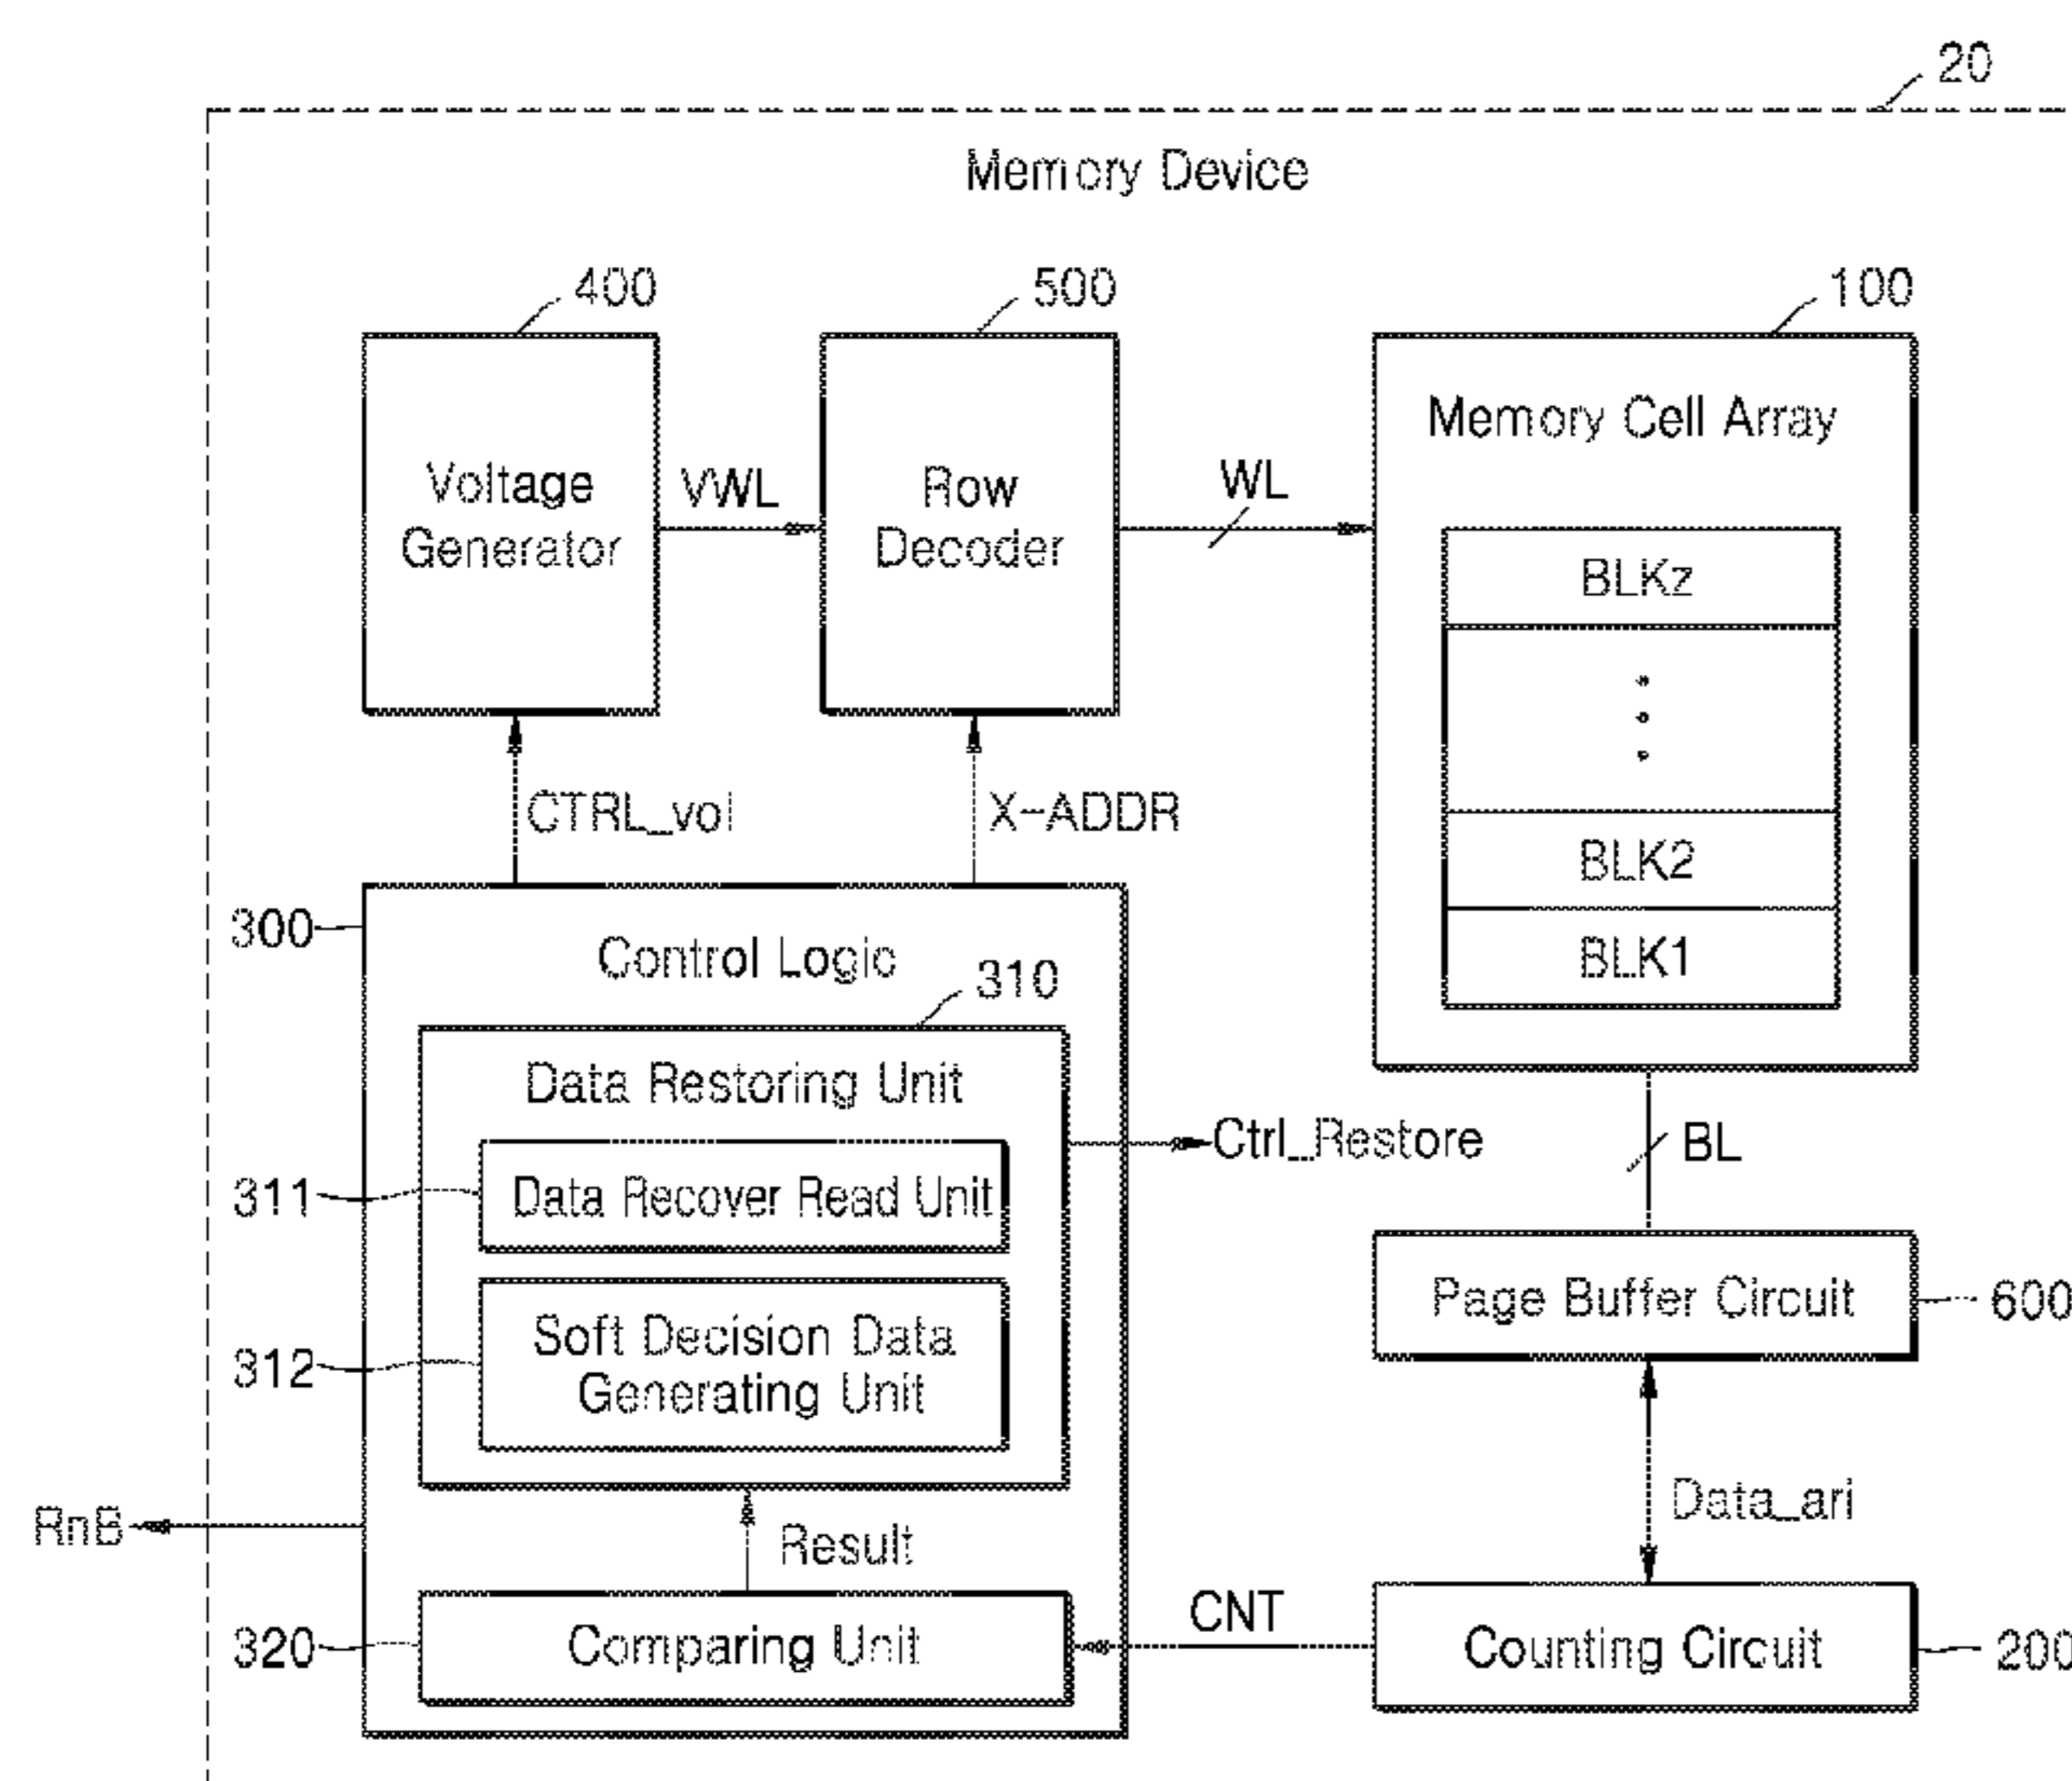 20
Memory Device
400
500
100
Voltage
Generator
VWL
Row
Decoder
WL
Memory Cell Array
BLKz
BLK2
BLK1
CTRL_vol
X-ADDR
300
Control Logic
310
Data Restoring Unit
Ctrl_Restore
311
Data Recover Read Unit
312
Soft Decision Data
Generating Unit
BL
Page Buffer Circuit
600
Data_ari
RnB
Result
320
Comparing Unit
CNT
Counting Circuit
200